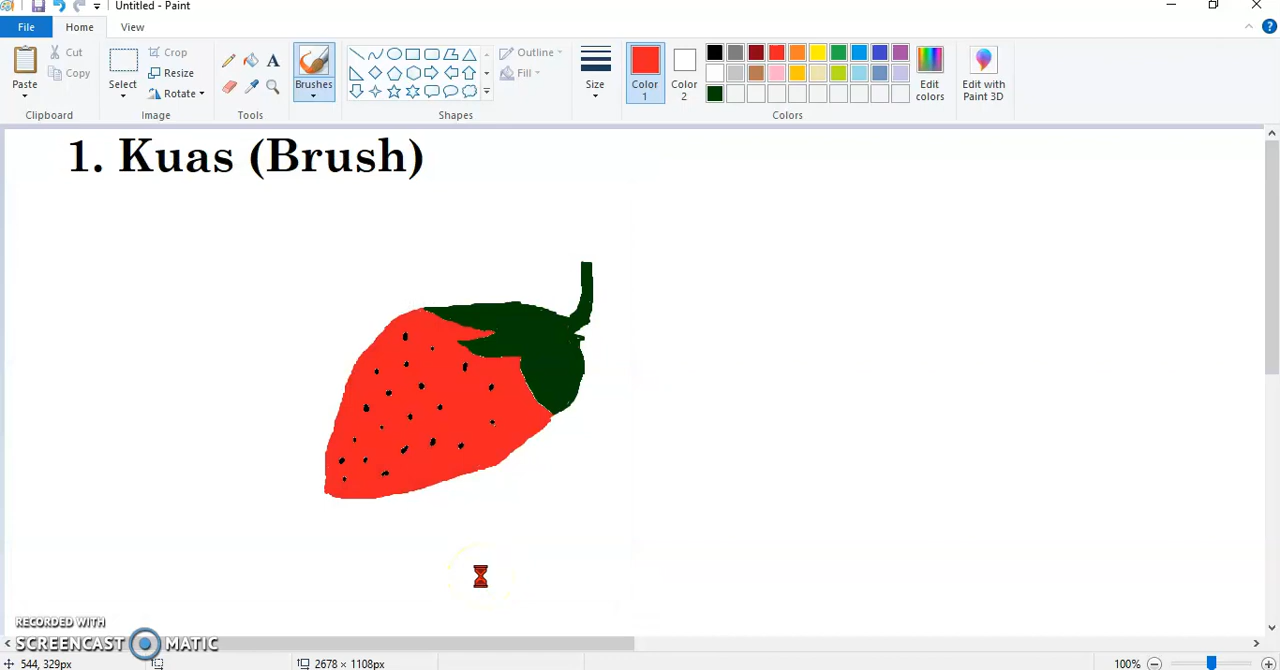 Untitled - Paint
File
Home
View
Paste
Cut
Copy
Clipboard
Select
Crop
Resize
Rotate
Image
Tools
Brushes
Shapes
Outline
Fill
Size
Color 1
Color 2
Edit colors
Edit with Paint 3D
Colors
1. Kuas (Brush)
RECORDED WITH
SCREENCAST MATIC
544, 329px
2678 × 1108px
100%